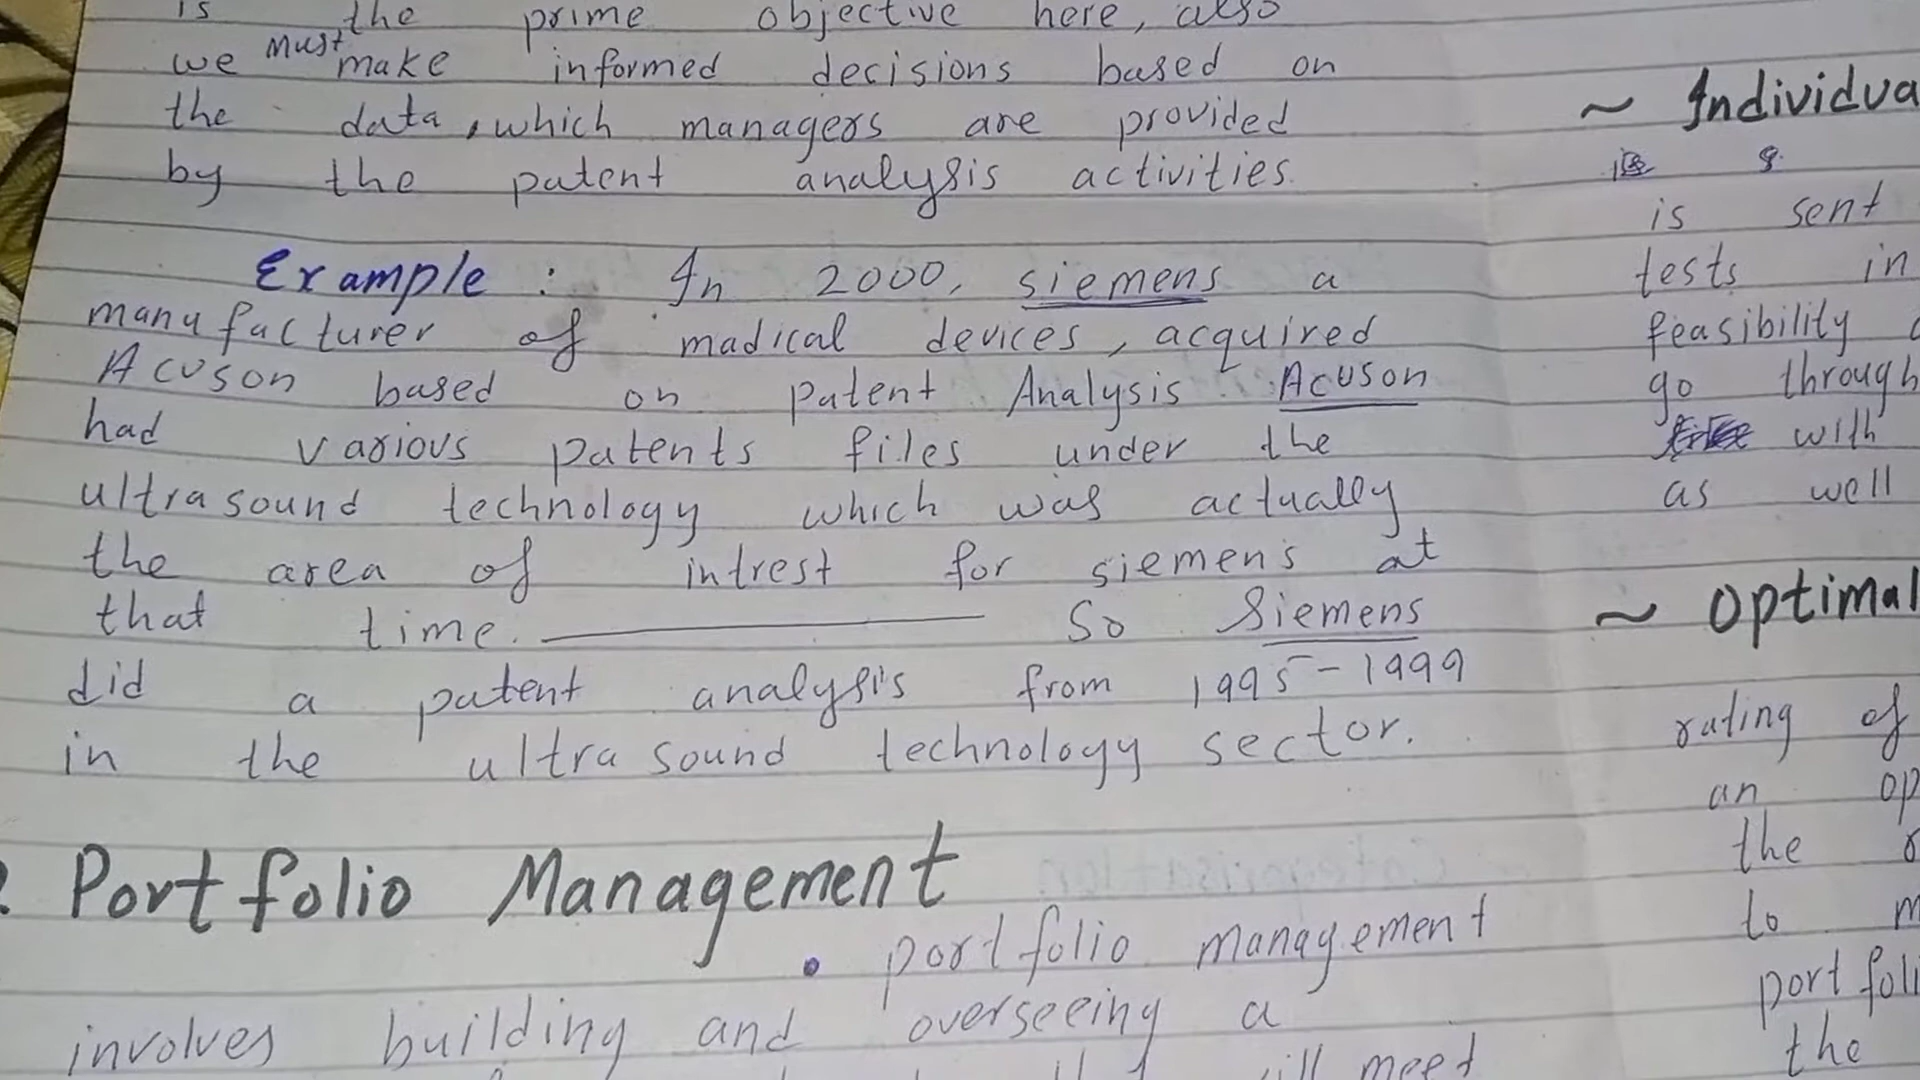 is the prime objective here, also
we must make informed decisions based on
the data, which managers are provided
by the patent analysis activities.
Example : In 2000, siemens a
manufacturer of madical devices, acquired
Acuson based on patent Analysis Acuson
had various patents files under the
ultrasound technology which was actually
the area of intrest for siemens at
that time. So Siemens
did a patent analysis from 1995-1999
in the ultrasound technology sector.
Portfolio Management
• portfolio management
involves building and overseeing a
meet
~ Individua
is sent
tests in
feasibility
go through
with
as well
~ Optimal
rating of
an op
the
to m
portfoli
the